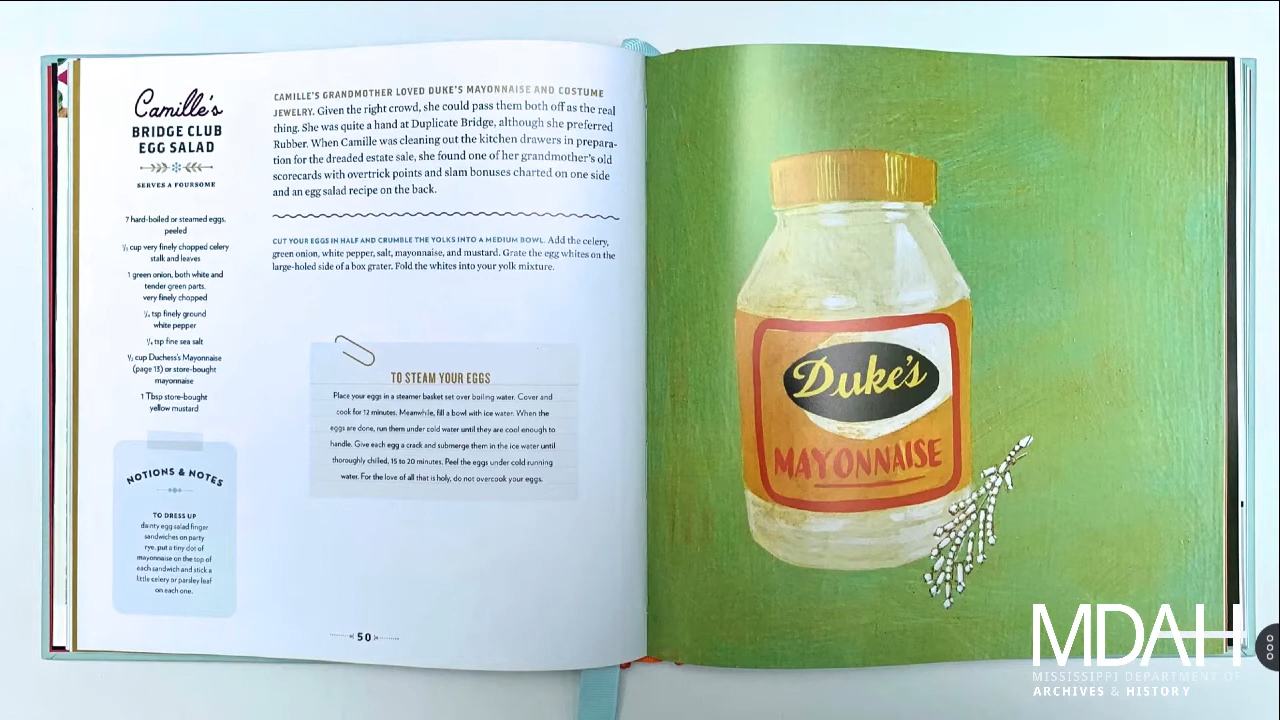 Camille's
BRIDGE CLUB
EGG SALAD
SERVES A FOURSOME
7 hard-boiled or steamed eggs,
peeled
½ cup very finely chopped celery
stalk and leaves
1 green onion, both white and
tender green parts,
very finely chopped
¼ tsp finely ground
white pepper
¼ tsp fine sea salt
½ cup Duchess's Mayonnaise
(page 13) or store-bought
mayonnaise
1 Tbsp store-bought
yellow mustard
NOTIONS & NOTES
TO DRESS UP
dainty egg salad finger
sandwiches on party
rye, put a tiny dot of
mayonnaise on the top of
each sandwich and stick a
little celery or parsley leaf
on each one.
CAMILLE'S GRANDMOTHER LOVED DUKE'S MAYONNAISE AND COSTUME
JEWELRY. Given the right crowd, she could pass them both off as the real
thing. She was quite a hand at Duplicate Bridge, although she preferred
Rubber. When Camille was cleaning out the kitchen drawers in prepara-
tion for the dreaded estate sale, she found one of her grandmother's old
scorecards with overtrick points and slam bonuses charted on one side
and an egg salad recipe on the back.
CUT YOUR EGGS IN HALF AND CRUMBLE THE YOLKS INTO A MEDIUM BOWL. Add the celery,
green onion, white pepper, salt, mayonnaise, and mustard. Grate the egg whites on the
large-holed side of a box grater. Fold the whites into your yolk mixture.
TO STEAM YOUR EGGS
Place your eggs in a steamer basket set over boiling water. Cover and
cook for 12 minutes. Meanwhile, fill a bowl with ice water. When the
eggs are done, run them under cold water until they are cool enough to
handle. Give each egg a crack and submerge them in the ice water until
thoroughly chilled, 15 to 20 minutes. Peel the eggs under cold running
water. For the love of all that is holy, do not overcook your eggs.
50
Duke's
MAYONNAISE
MDAH
MISSISSIPPI DEPARTMENT OF
ARCHIVES & HISTORY